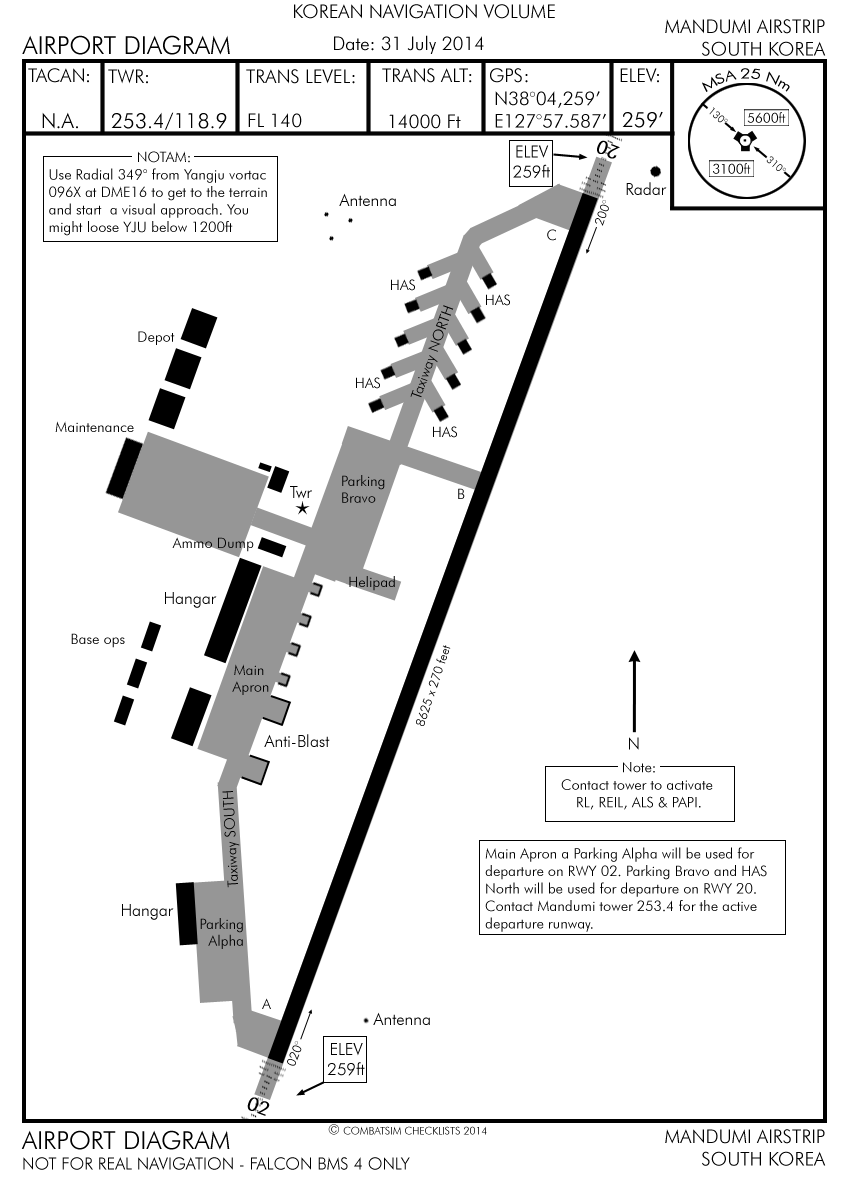 KOREAN NAVIGATION VOLUME
AIRPORT DIAGRAM
Date: 31 July 2014
MANDUMI AIRSTRIP
SOUTH KOREA
TACAN:
N.A.
TWR:
253.4/118.9
TRANS LEVEL:
FL 140
TRANS ALT:
14000 Ft
GPS:
N38°04,259'
E127°57.587'
ELEV:
259'
MSA 25 Nm
130°
5600ft
3100ft
310°
NOTAM:
Use Radial 349° from Yangju vortac
096X at DME16 to get to the terrain
and start a visual approach. You
might loose YJU below 1200ft
ELEV
259ft
20
Radar
200°
Antenna
C
HAS
HAS
Taxiway NORTH
HAS
HAS
Depot
Maintenance
Parking
Bravo
B
Twr
Ammo Dump
Helipad
Hangar
Base ops
Main
Apron
8625 x 270 feet
Anti-Blast
N
Note:
Contact tower to activate
RL, REIL, ALS & PAPI.
Taxiway SOUTH
Main Apron a Parking Alpha will be used for
departure on RWY 02. Parking Bravo and HAS
North will be used for departure on RWY 20.
Contact Mandumi tower 253.4 for the active
departure runway.
Hangar
Parking
Alpha
A
Antenna
020°
ELEV
259ft
02
© COMBATSIM CHECKLISTS 2014
AIRPORT DIAGRAM
NOT FOR REAL NAVIGATION - FALCON BMS 4 ONLY
MANDUMI AIRSTRIP
SOUTH KOREA